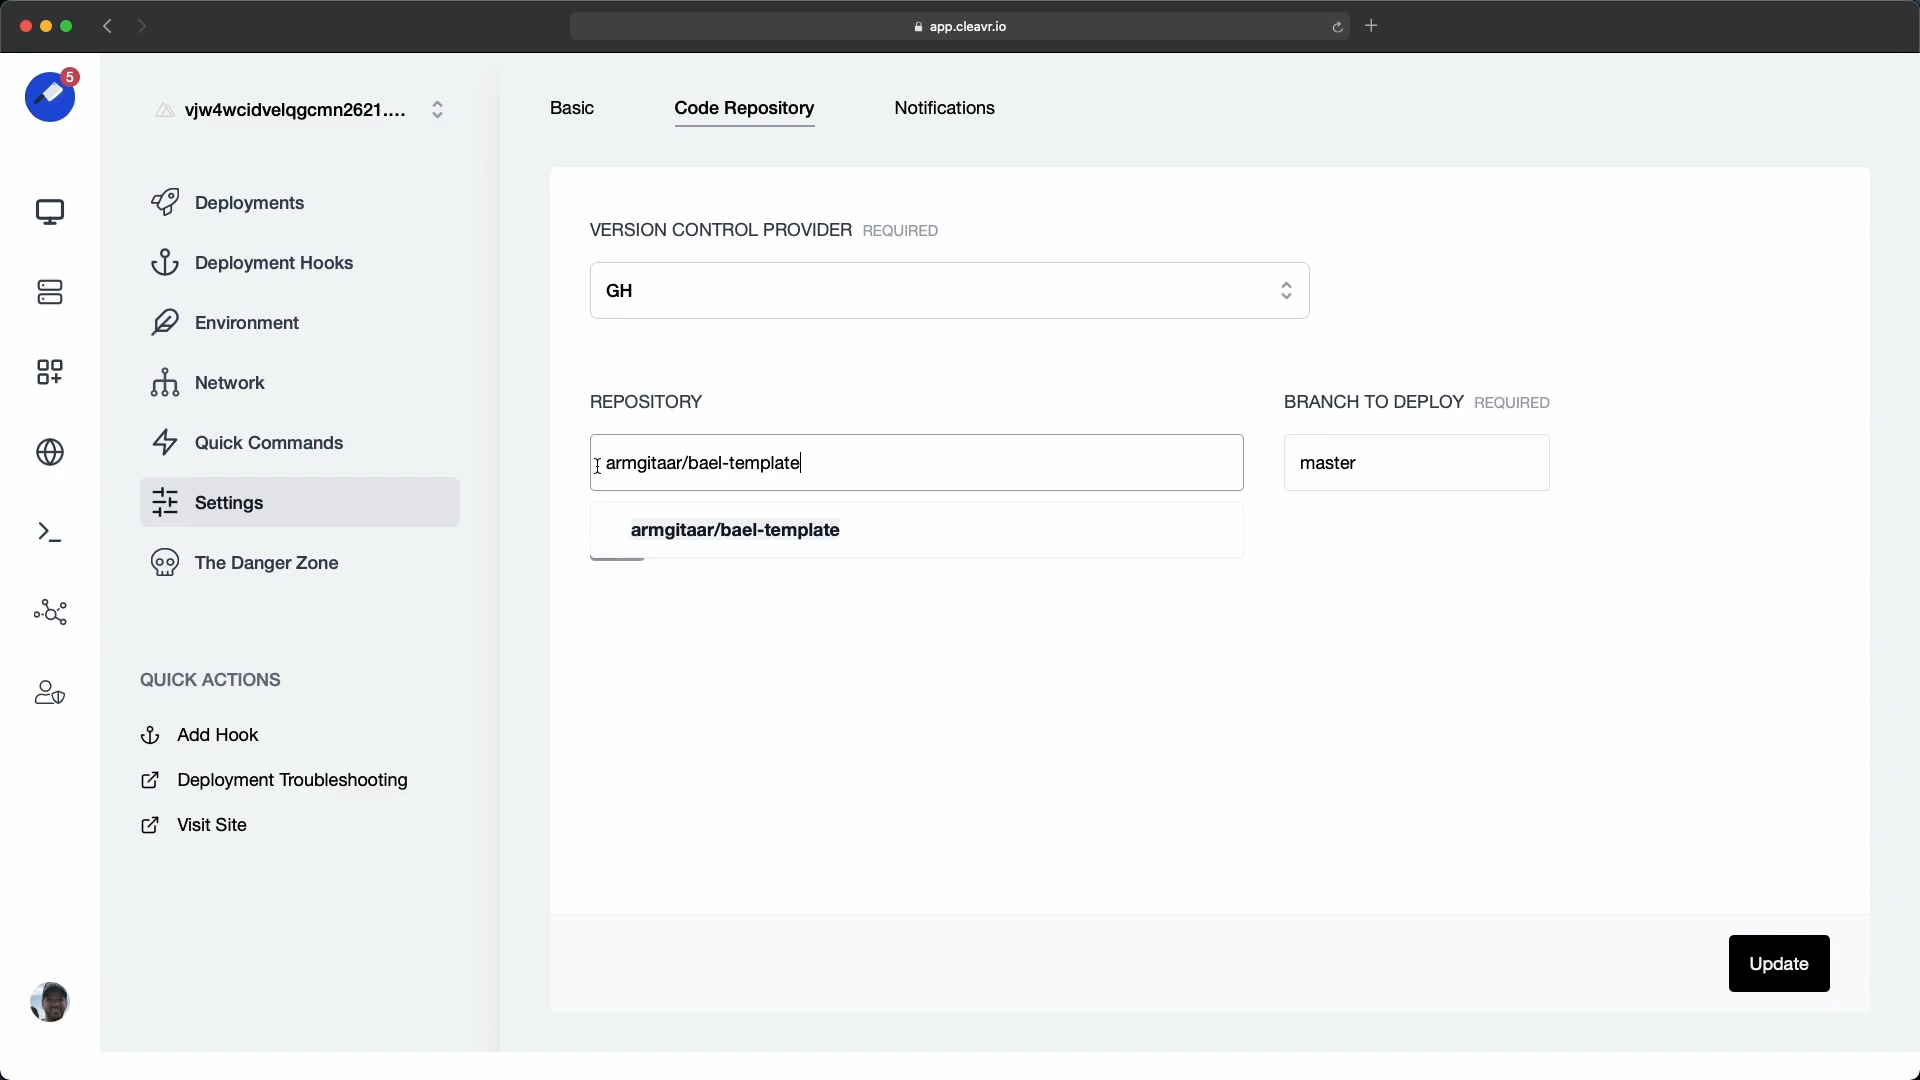 app.cleavr.io
5
vjw4wcidvelqgcmn2621....
Basic
Code Repository
Notifications
Deployments
Deployment Hooks
Environment
Network
Quick Commands
Settings
The Danger Zone
QUICK ACTIONS
Add Hook
Deployment Troubleshooting
Visit Site
VERSION CONTROL PROVIDER REQUIRED
GH
REPOSITORY
armgitaar/bael-template
armgitaar/bael-template
BRANCH TO DEPLOY REQUIRED
master
Update